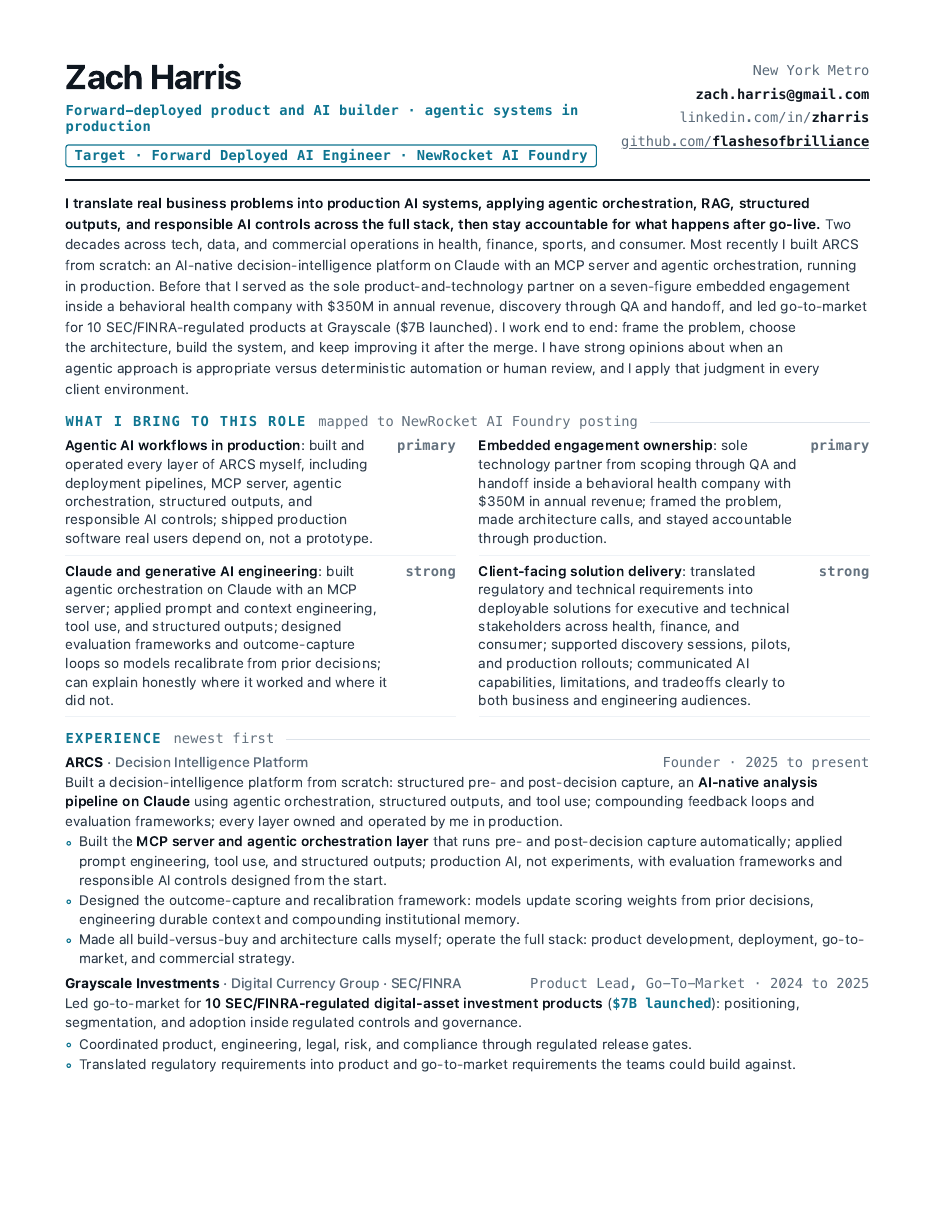 Zach Harris
New York Metro
zach.harris@gmail.com
linkedin.com/in/zharris
github.com/flashesofbrilliance
Forward-deployed product and AI builder · agentic systems in
production
Target · Forward Deployed AI Engineer · NewRocket AI Foundry
I translate real business problems into production AI systems, applying agentic orchestration, RAG, structured
outputs, and responsible AI controls across the full stack, then stay accountable for what happens after go-live. Two
decades across tech, data, and commercial operations in health, finance, sports, and consumer. Most recently I built ARCS
from scratch: an AI-native decision-intelligence platform on Claude with an MCP server and agentic orchestration, running
in production. Before that I served as the sole product-and-technology partner on a seven-figure embedded engagement
inside a behavioral health company with $350M in annual revenue, discovery through QA and handoff, and led go-to-market
for 10 SEC/FINRA-regulated products at Grayscale ($7B launched). I work end to end: frame the problem, choose
the architecture, build the system, and keep improving it after the merge. I have strong opinions about when an
agentic approach is appropriate versus deterministic automation or human review, and I apply that judgment in every
client environment.
WHAT I BRING TO THIS ROLE mapped to NewRocket AI Foundry posting
Agentic AI workflows in production: built and primary
operated every layer of ARCS myself, including
deployment pipelines, MCP server, agentic
orchestration, structured outputs, and
responsible AI controls; shipped production
software real users depend on, not a prototype.
Embedded engagement ownership: sole primary
technology partner from scoping through QA and
handoff inside a behavioral health company with
$350M in annual revenue; framed the problem,
made architecture calls, and stayed accountable
through production.
Claude and generative AI engineering: built strong
agentic orchestration on Claude with an MCP
server; applied prompt and context engineering,
tool use, and structured outputs; designed
evaluation frameworks and outcome-capture
loops so models recalibrate from prior decisions;
can explain honestly where it worked and where it
did not.
Client-facing solution delivery: translated strong
regulatory and technical requirements into
deployable solutions for executive and technical
stakeholders across health, finance, and
consumer; supported discovery sessions, pilots,
and production rollouts; communicated AI
capabilities, limitations, and tradeoffs clearly to
both business and engineering audiences.
EXPERIENCE newest first
ARCS · Decision Intelligence Platform Founder · 2025 to present
Built a decision-intelligence platform from scratch: structured pre- and post-decision capture, an AI-native analysis
pipeline on Claude using agentic orchestration, structured outputs, and tool use; compounding feedback loops and
evaluation frameworks; every layer owned and operated by me in production.
Built the MCP server and agentic orchestration layer that runs pre- and post-decision capture automatically; applied
prompt engineering, tool use, and structured outputs; production AI, not experiments, with evaluation frameworks and
responsible AI controls designed from the start.
Designed the outcome-capture and recalibration framework: models update scoring weights from prior decisions,
engineering durable context and compounding institutional memory.
Made all build-versus-buy and architecture calls myself; operate the full stack: product development, deployment, go-to-
market, and commercial strategy.
Grayscale Investments · Digital Currency Group · SEC/FINRA Product Lead, Go-To-Market · 2024 to 2025
Led go-to-market for 10 SEC/FINRA-regulated digital-asset investment products ($7B launched): positioning,
segmentation, and adoption inside regulated controls and governance.
Coordinated product, engineering, legal, risk, and compliance through regulated release gates.
Translated regulatory requirements into product and go-to-market requirements the teams could build against.